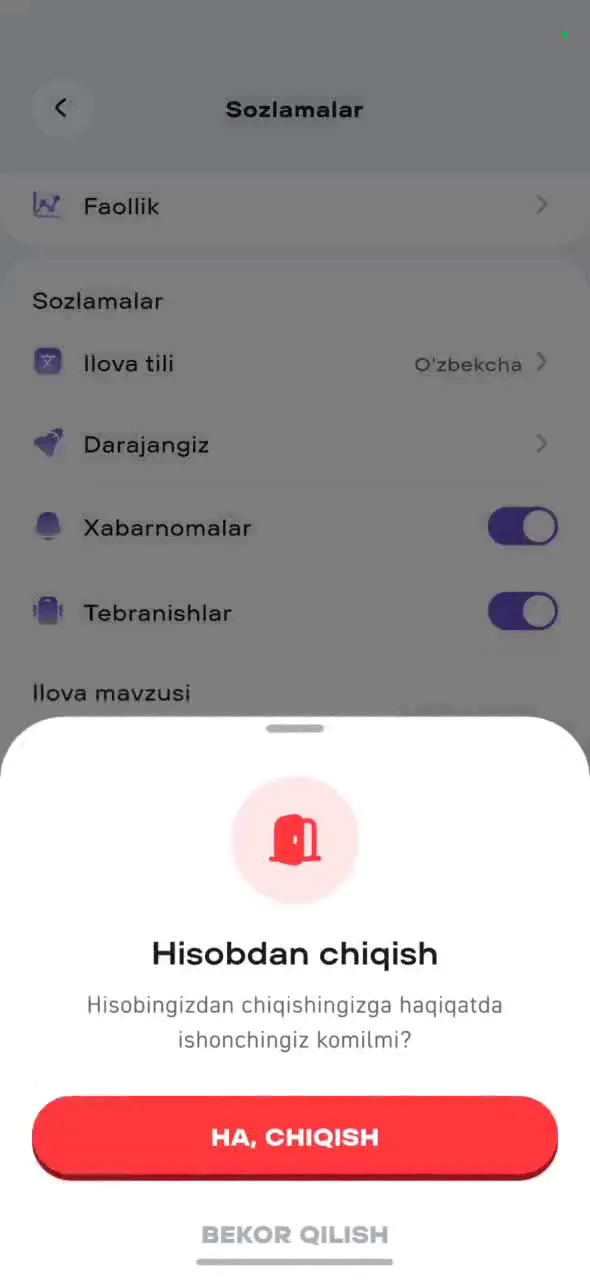 Sozlamalar
Faollik
Sozlamalar
Ilova tili
O'zbekcha
Darajangiz
Xabarnomalar
Tebranishlar
Ilova mavzusi
Hisobdan chiqish
Hisobingizdan chiqishingizga haqiqatda
ishonchingiz komilmi?
HA, CHIQISH
BEKOR QILISH